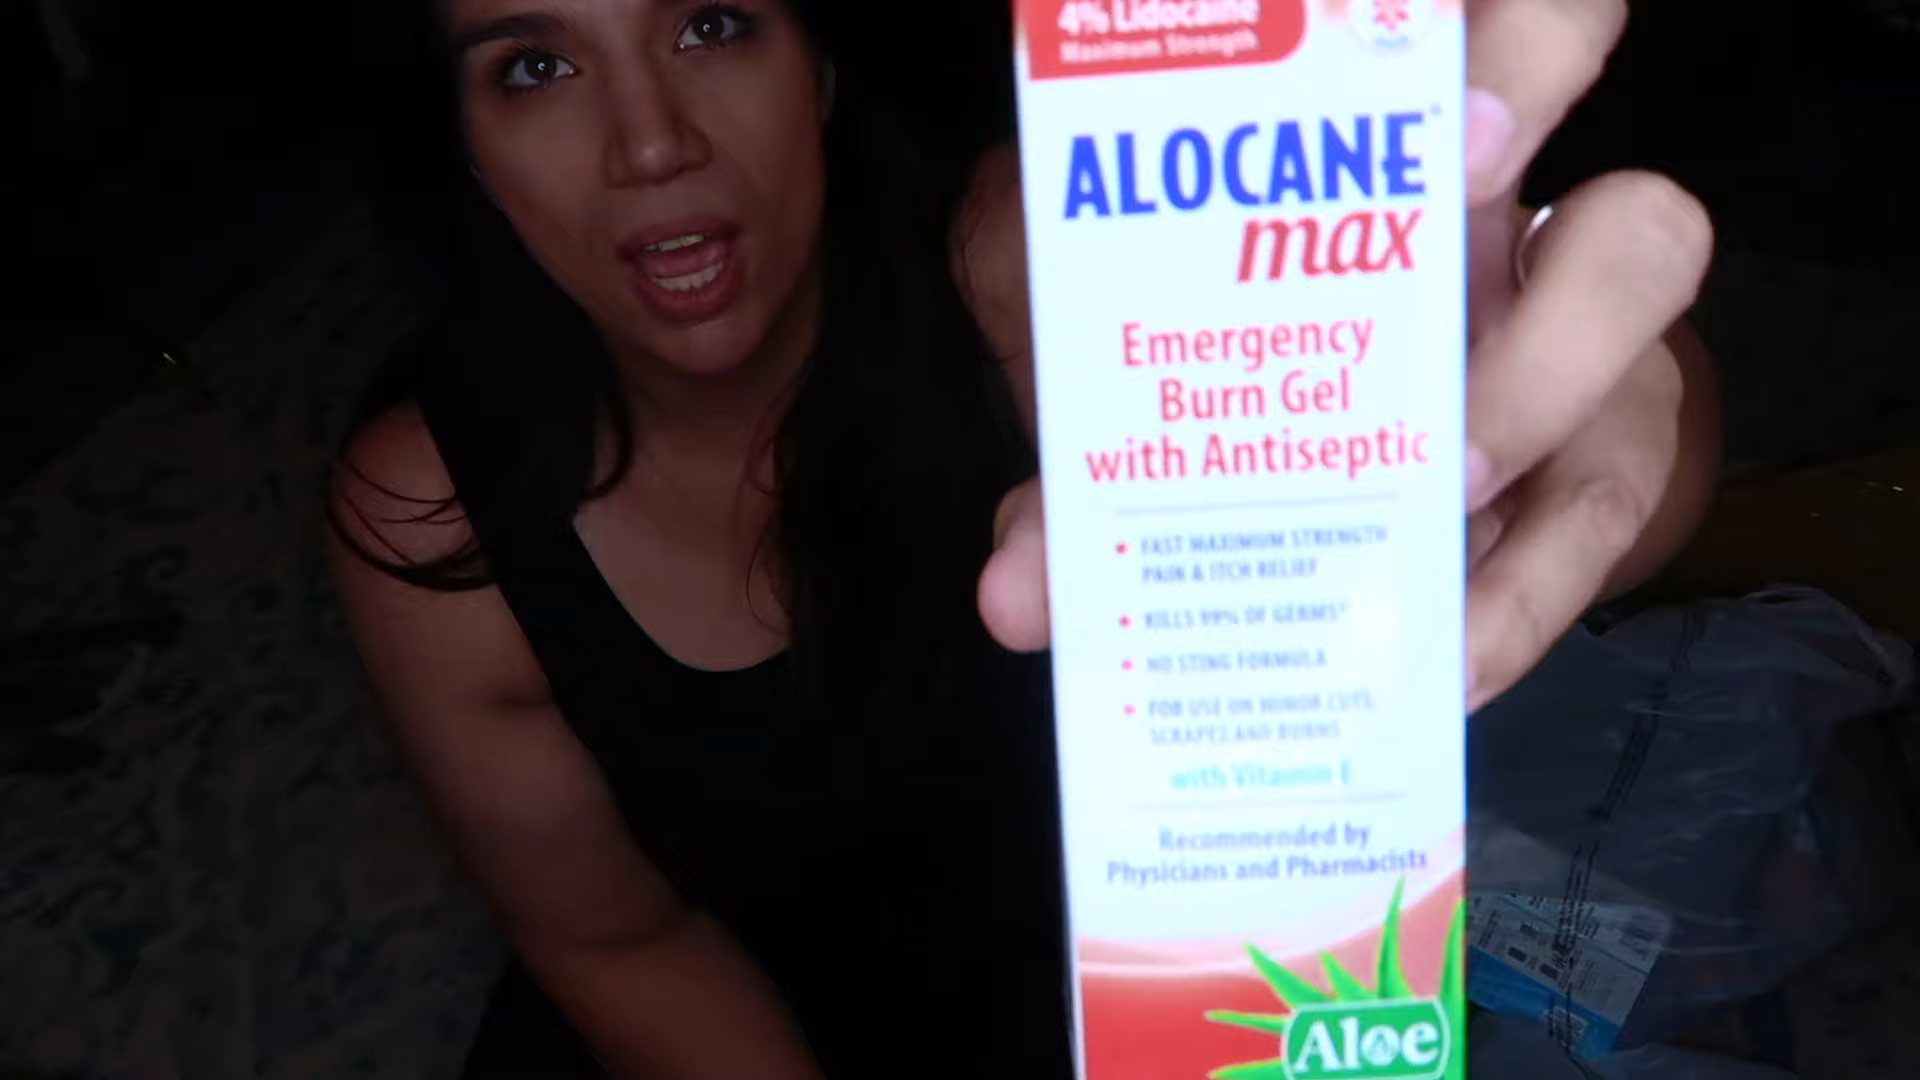 4% Lidocaine
Maximum Strength
ALOCANE
max
Emergency
Burn Gel
with Antiseptic
FAST MAXIMUM STRENGTH
PAIN & ITCH RELIEF
KILLS 99% OF GERMS*
NO STING FORMULA
FOR USE ON MINOR CUTS,
SCRAPES AND BURNS
with Vitamin E
Recommended by
Physicians and Pharmacists
Aloe